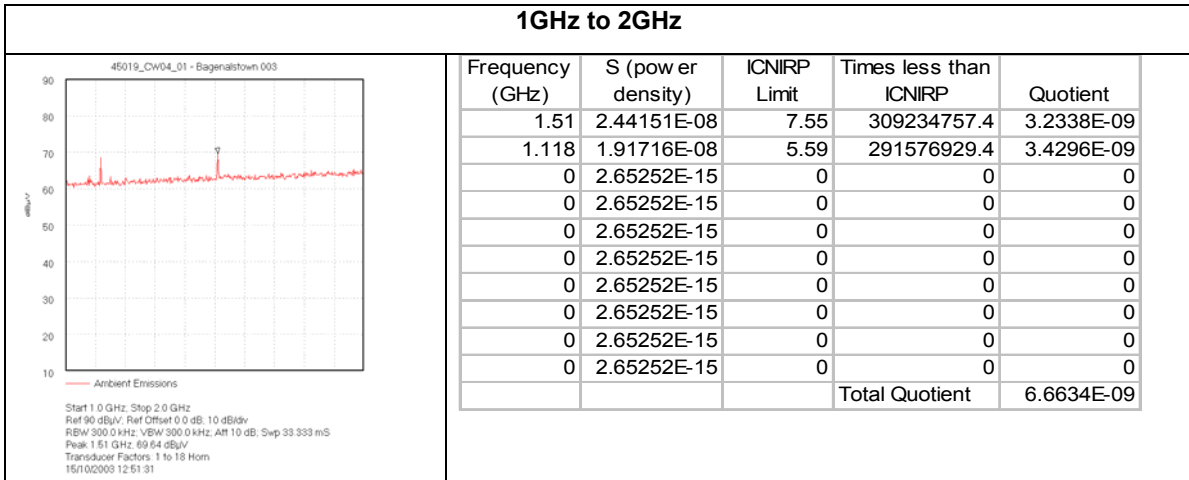 1GHz to 2GHz
45019_CW04_01 - Bagenalstown 003
90
80
70
60
50
40
30
20
10
dBµV
Ambient Emissions
Start 1.0 GHz; Stop 2.0 GHz
Ref 90 dBµV; Ref Offset 0.0 dB; 10 dB/div
RBW 300.0 kHz; VBW 300.0 kHz; Att 10 dB; Swp 33.333 mS
Peak 1.51 GHz, 69.64 dBµV
Transducer Factors: 1 to 18 Horn
15/10/2003 12:51:31
Frequency (GHz) S (power density) ICNIRP Limit Times less than ICNIRP Quotient
1.51 2.44151E-08 7.55 309234757.4 3.2338E-09
1.118 1.91716E-08 5.59 291576929.4 3.4296E-09
0 2.65252E-15 0 0 0
0 2.65252E-15 0 0 0
0 2.65252E-15 0 0 0
0 2.65252E-15 0 0 0
0 2.65252E-15 0 0 0
0 2.65252E-15 0 0 0
0 2.65252E-15 0 0 0
0 2.65252E-15 0 0 0
Total Quotient 6.6634E-09